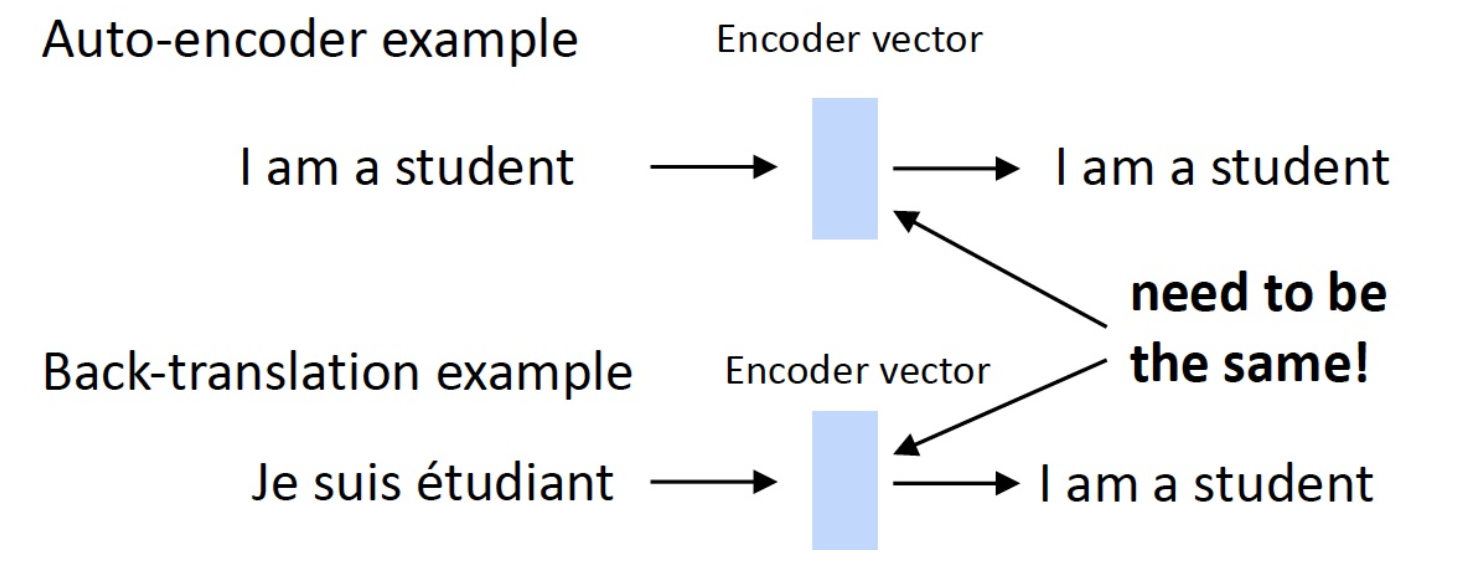 Auto-encoder example
Encoder vector
I am a student
I am a student
need to be
the same!
Back-translation example
Encoder vector
Je suis étudiant
I am a student